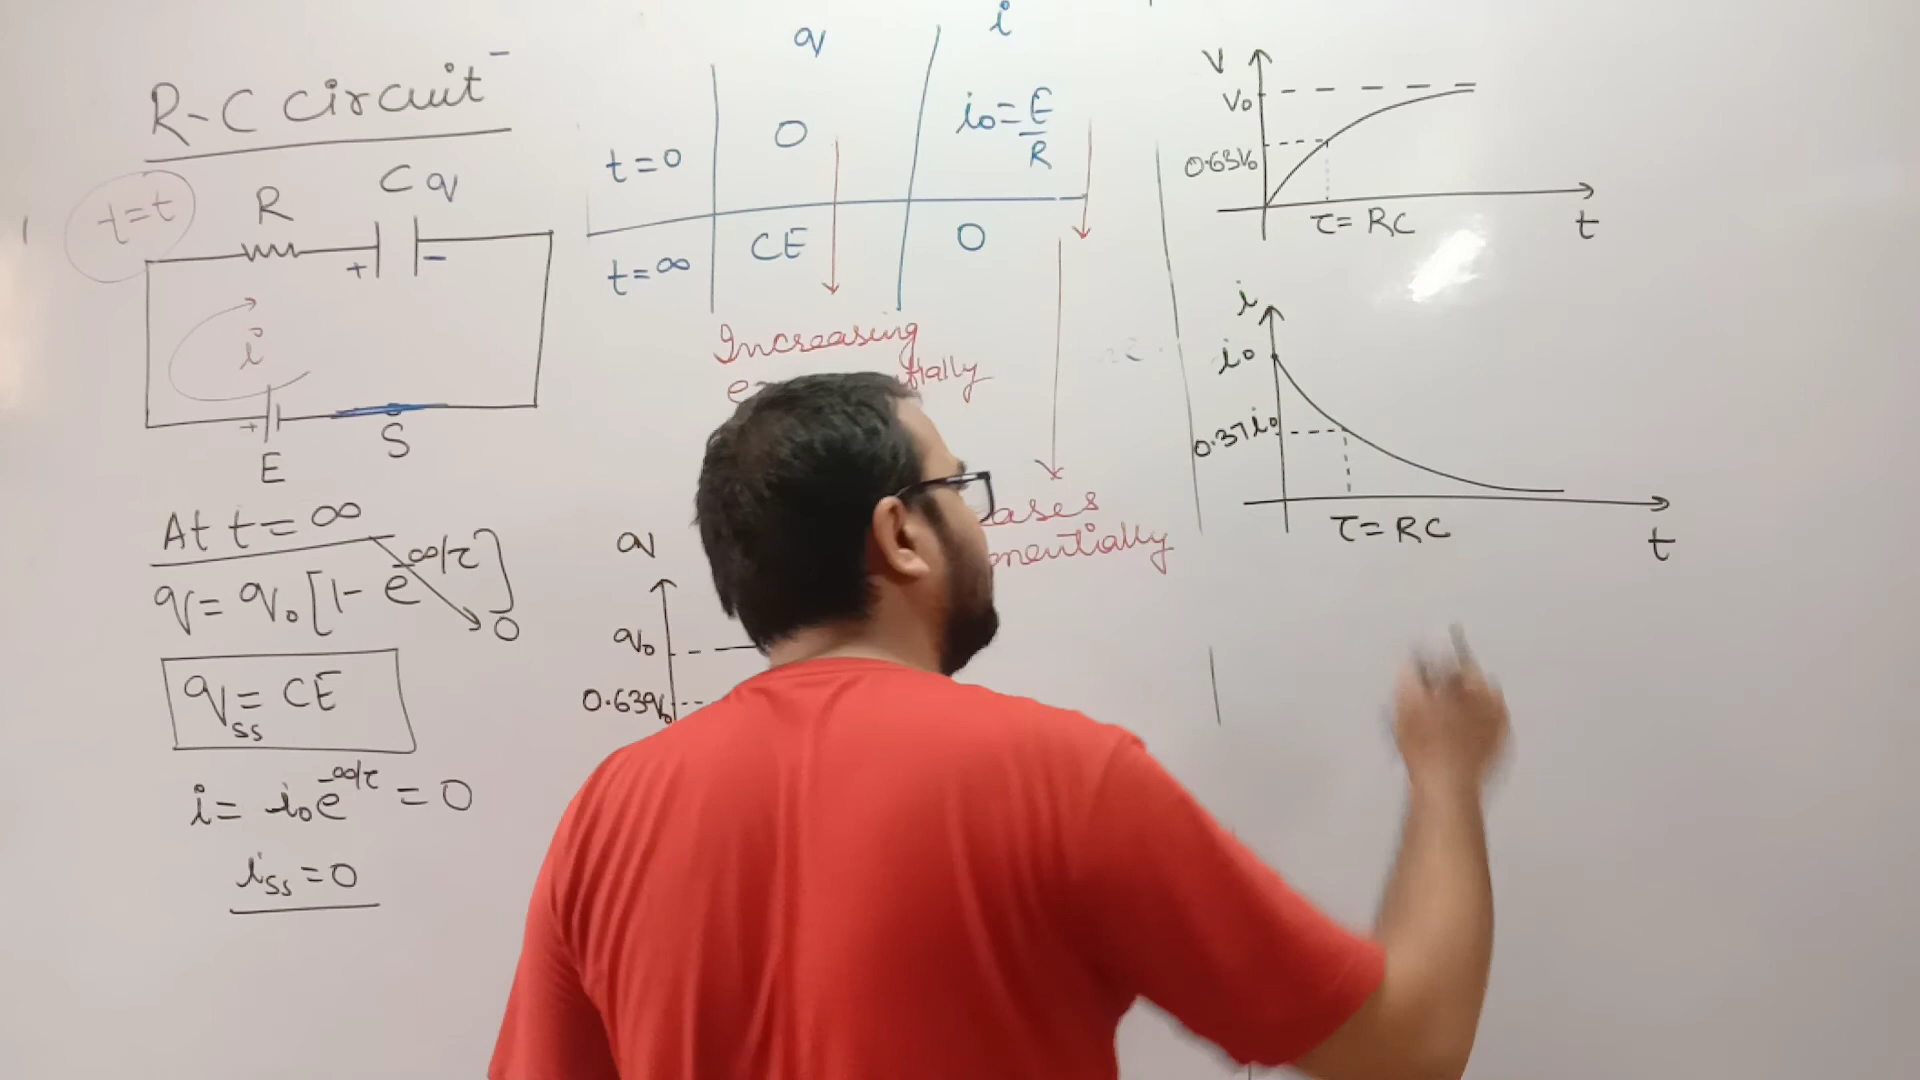 R-C circuit
t=t
R
C q
+
-
i
+
E
S
At t=∞
q= q₀[1- e^-∞/τ]
0
q_ss= CE
i= i₀e^-∞/τ =0
i_ss=0
q
i
t=0
0
i₀=E/R
t=∞
CE
0
Increasing
q
q₀
0.63q₀
V
V₀
0.63V₀
τ= RC
t
i
i₀
0.37i₀
τ= RC
t